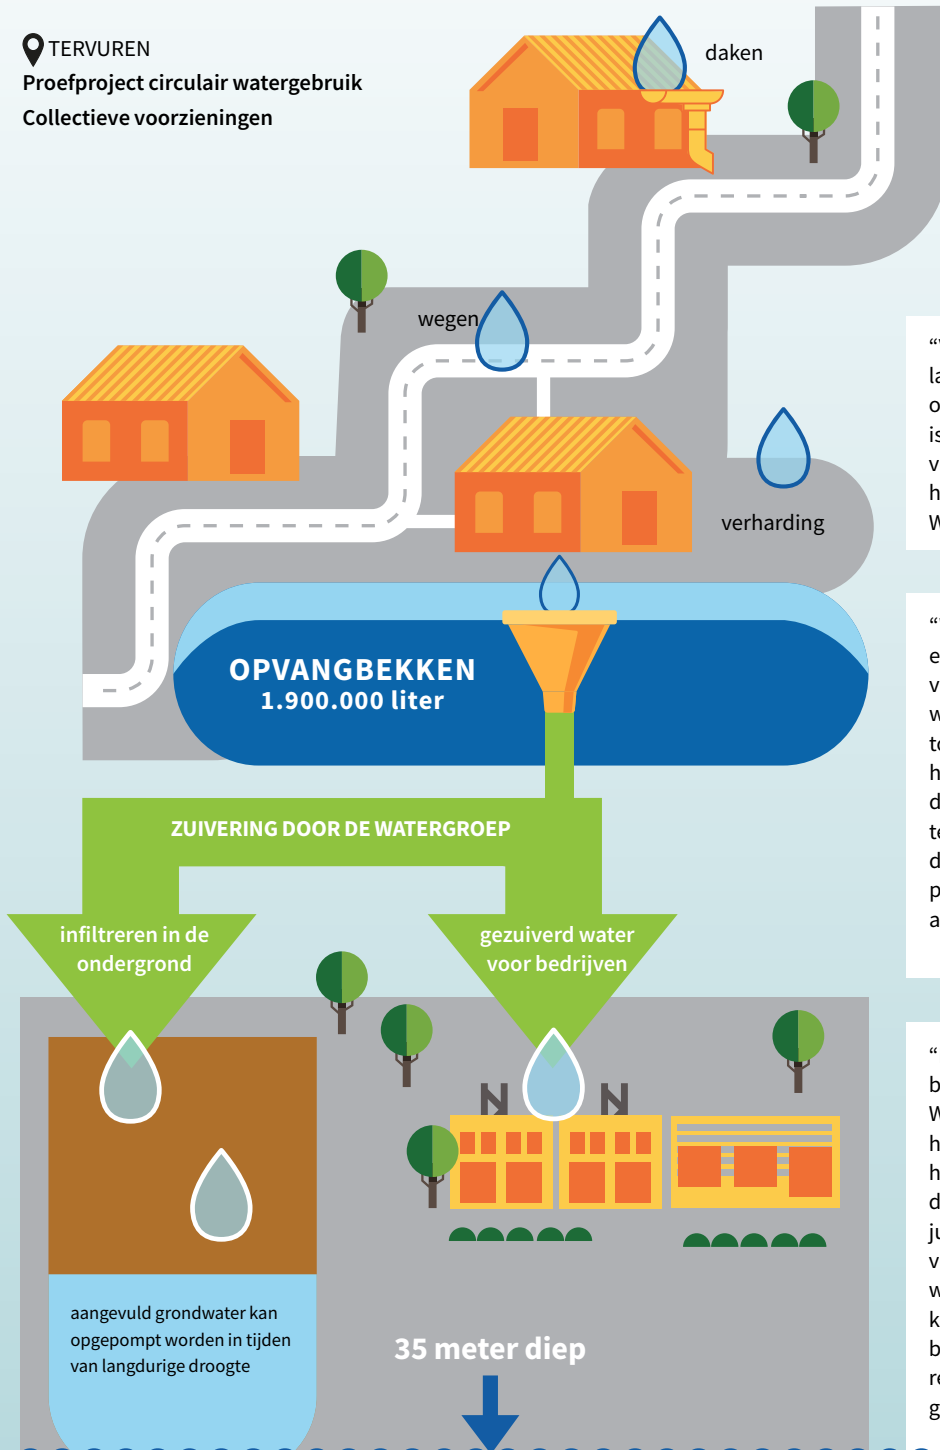 TERVUREN
Proefproject circulair watergebruik
Collectieve voorzieningen
daken
wegen
verharding
OPVANGBEKKEN
1.900.000 liter
ZUIVERING DOOR DE WATERGROEP
infiltreren in de
ondergrond
gezuiverd water
voor bedrijven
aangevuld grondwater kan
opgepompt worden in tijden
van langdurige droogte
35 meter diep